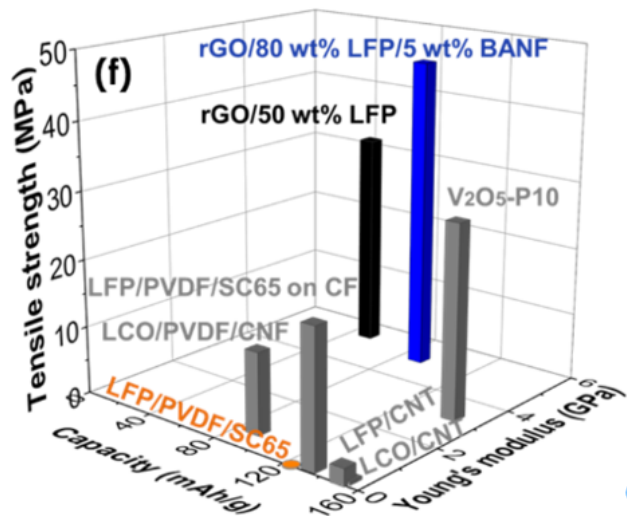 (f)
rGO/80 wt% LFP/5 wt% BANF
rGO/50 wt% LFP
V₂O₅-P10
LFP/PVDF/SC65 on CF
LCO/PVDF/CNF
LFP/PVDF/SC65
LFP/CNT
LCO/CNT
Tensile strength (MPa)
50
40
30
20
10
0
Capacity (mAh/g)
0
40
80
120
160
Young's modulus (GPa)
0
2
4
6